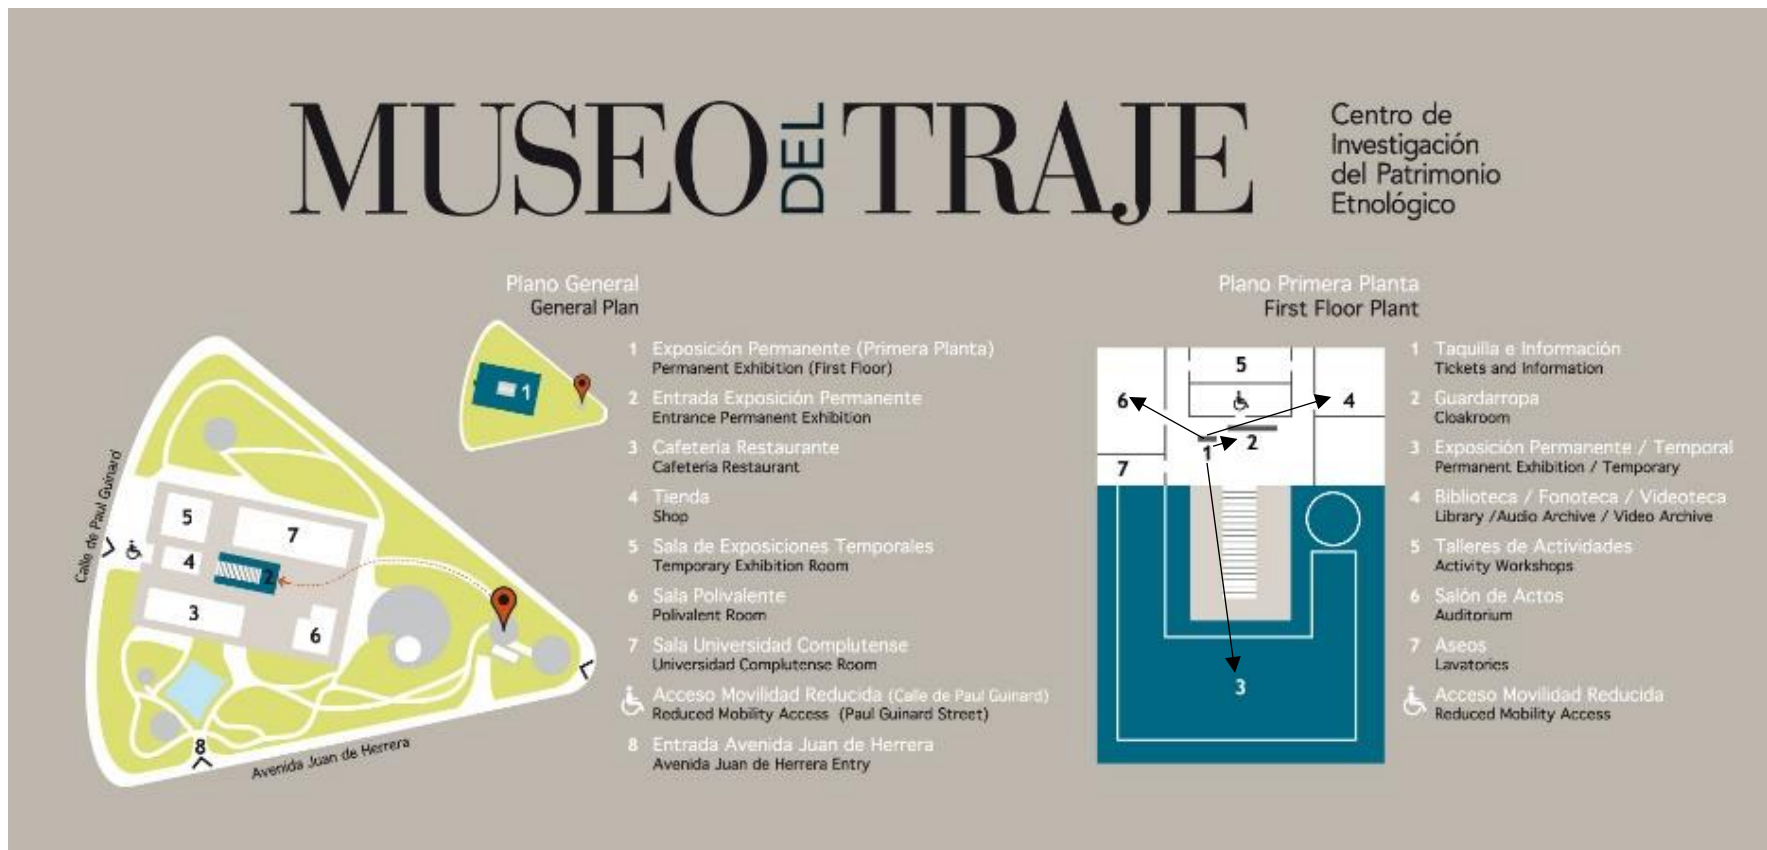 MUSEO DEL TRAJE
Centro de
Investigación
del Patrimonio
Etnológico
Plano General
General Plan
1 Exposición Permanente (Primera Planta)
Permanent Exhibition (First Floor)
2 Entrada Exposición Permanente
Entrance Permanent Exhibition
3 Cafetería Restaurante
Cafeteria Restaurant
4 Tienda
Shop
5 Sala de Exposiciones Temporales
Temporary Exhibition Room
6 Sala Polivalente
Polivalent Room
7 Sala Universidad Complutense
Universidad Complutense Room
Acceso Movilidad Reducida (Calle de Paul Guinard)
Reduced Mobility Access (Paul Guinard Street)
8 Entrada Avenida Juan de Herrera
Avenida Juan de Herrera Entry
1
Calle de Paul Guinard
5
7
4
2
3
6
8
Avenida Juan de Herrera
Plano Primera Planta
First Floor Plant
5
6
4
1
2
7
3
1 Taquilla e Información
Tickets and Information
2 Guardarropa
Cloakroom
3 Exposición Permanente / Temporal
Permanent Exhibition / Temporary
4 Biblioteca / Fonoteca / Videoteca
Library /Audio Archive / Video Archive
5 Talleres de Actividades
Activity Workshops
6 Salón de Actos
Auditorium
7 Aseos
Lavatories
Acceso Movilidad Reducida
Reduced Mobility Access